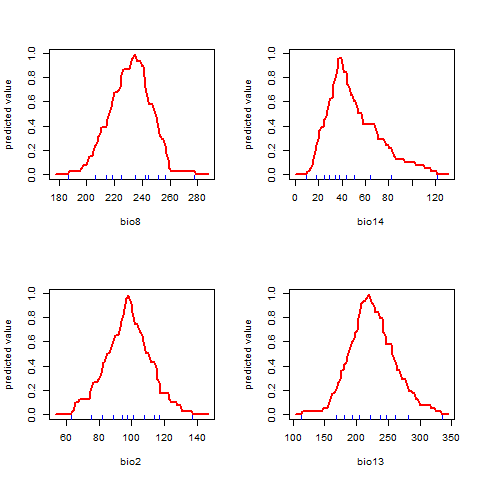 predicted value
0.0 0.2 0.4 0.6 0.8 1.0
180 200 220 240 260 280
bio8
predicted value
0.0 0.2 0.4 0.6 0.8 1.0
0 20 40 60 80 120
bio14
predicted value
0.0 0.2 0.4 0.6 0.8 1.0
60 80 100 120 140
bio2
predicted value
0.0 0.2 0.4 0.6 0.8 1.0
100 150 200 250 300 350
bio13